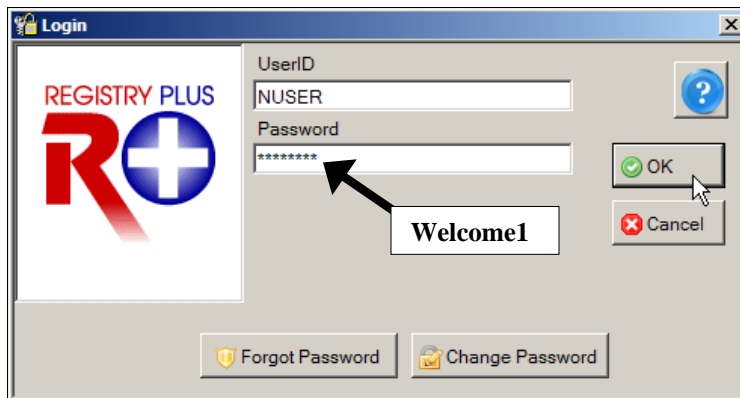 Login
UserID
REGISTRY PLUS
NUSER
Password
********
R
OK
Welcome1
Cancel
Forgot Password
Change Password